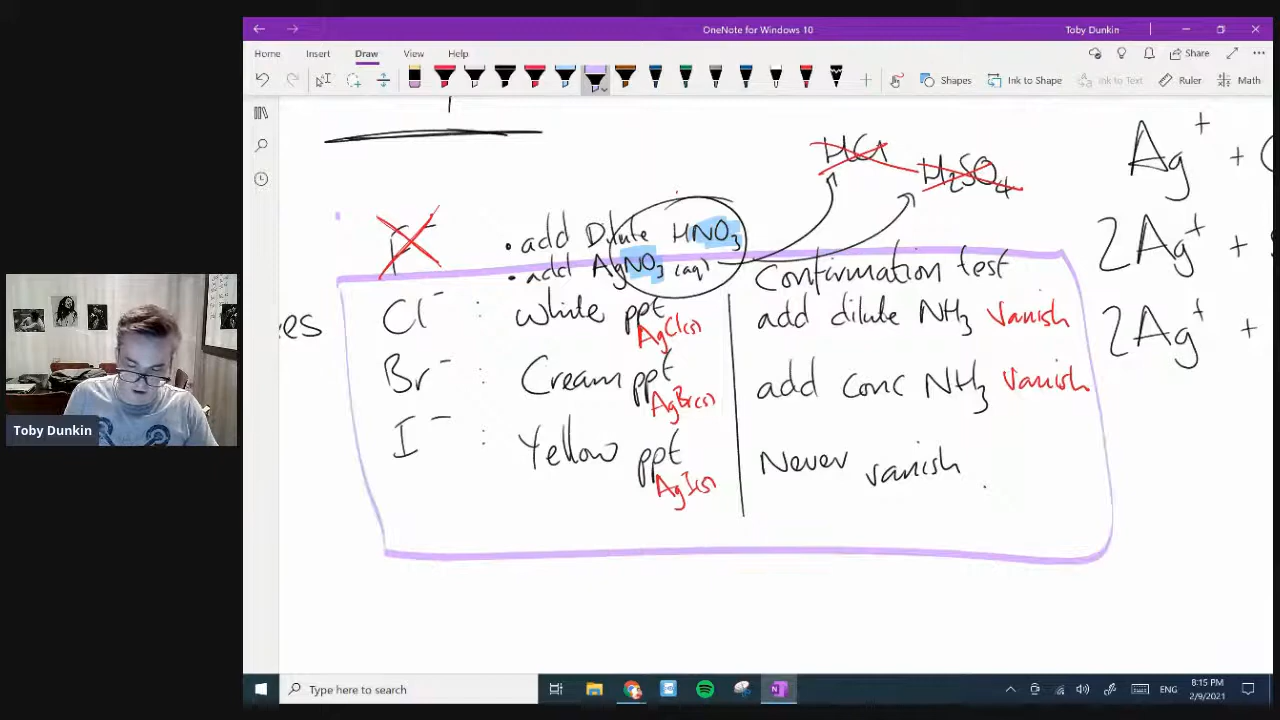 OneNote for Windows 10
Toby Dunkin
Home Insert Draw View Help
Share
Shapes Ink to Shape Ink to Text Ruler Math
HCl
H2SO4
Ag+ +
F-
• add Dilute HNO3
• add AgNO3 (aq)
Confirmation test
2Ag+ +
Cl- : White ppt
AgCl(s)
add dilute NH3 Vanish
es
2Ag+ +
Br- : Cream ppt
AgBr(s)
add conc NH3 vanish
I- : Yellow ppt
AgI(s)
Never vanish
Toby Dunkin
Type here to search
ENG
8:15 PM
2/9/2021